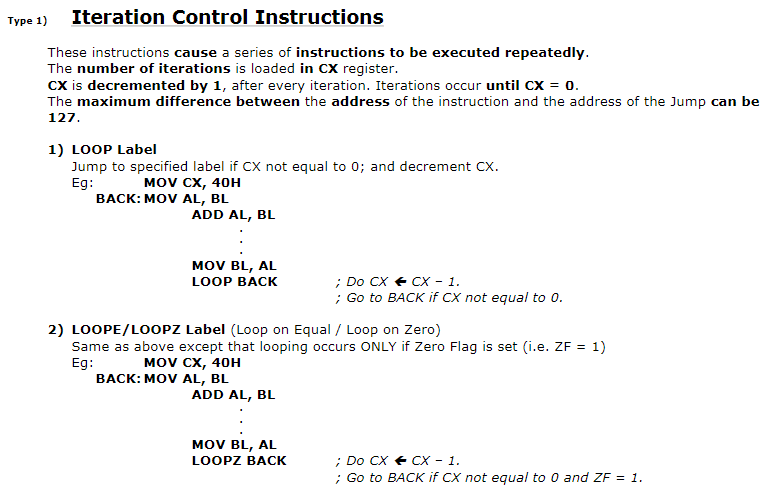 Type 1) Iteration Control Instructions
These instructions cause a series of instructions to be executed repeatedly.
The number of iterations is loaded in CX register.
CX is decremented by 1, after every iteration. Iterations occur until CX = 0.
The maximum difference between the address of the instruction and the address of the Jump can be
127.
1) LOOP Label
Jump to specified label if CX not equal to 0; and decrement CX.
Eg: MOV CX, 40H
BACK: MOV AL, BL
ADD AL, BL
.
.
.
MOV BL, AL
LOOP BACK ; Do CX ← CX - 1.
; Go to BACK if CX not equal to 0.
2) LOOPE/LOOPZ Label (Loop on Equal / Loop on Zero)
Same as above except that looping occurs ONLY if Zero Flag is set (i.e. ZF = 1)
Eg: MOV CX, 40H
BACK: MOV AL, BL
ADD AL, BL
.
.
.
MOV BL, AL
LOOPZ BACK ; Do CX ← CX - 1.
; Go to BACK if CX not equal to 0 and ZF = 1.